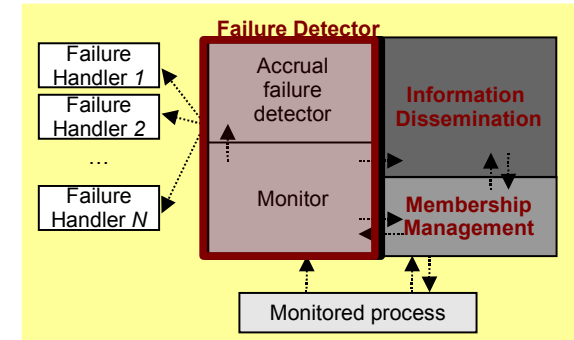 Failure Detector
Failure
Handler 1
Failure
Handler 2
…
Failure
Handler N
Accrual
failure
detector
Monitor
Information
Dissemination
Membership
Management
Monitored process